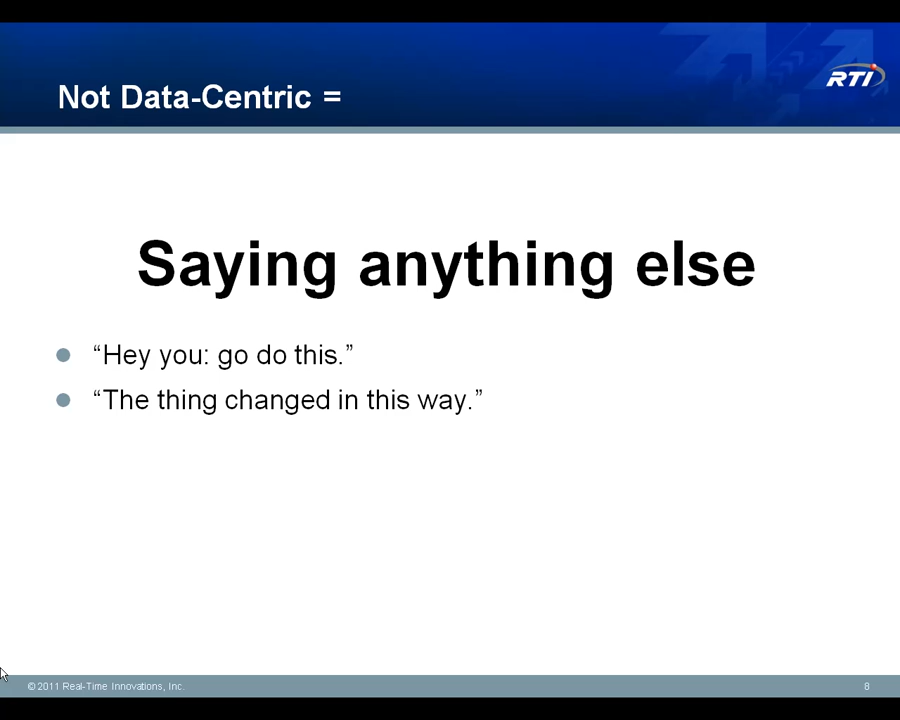 Not Data-Centric =
RTI
Saying anything else
“Hey you: go do this.”
“The thing changed in this way.”
© 2011 Real-Time Innovations, Inc.
8